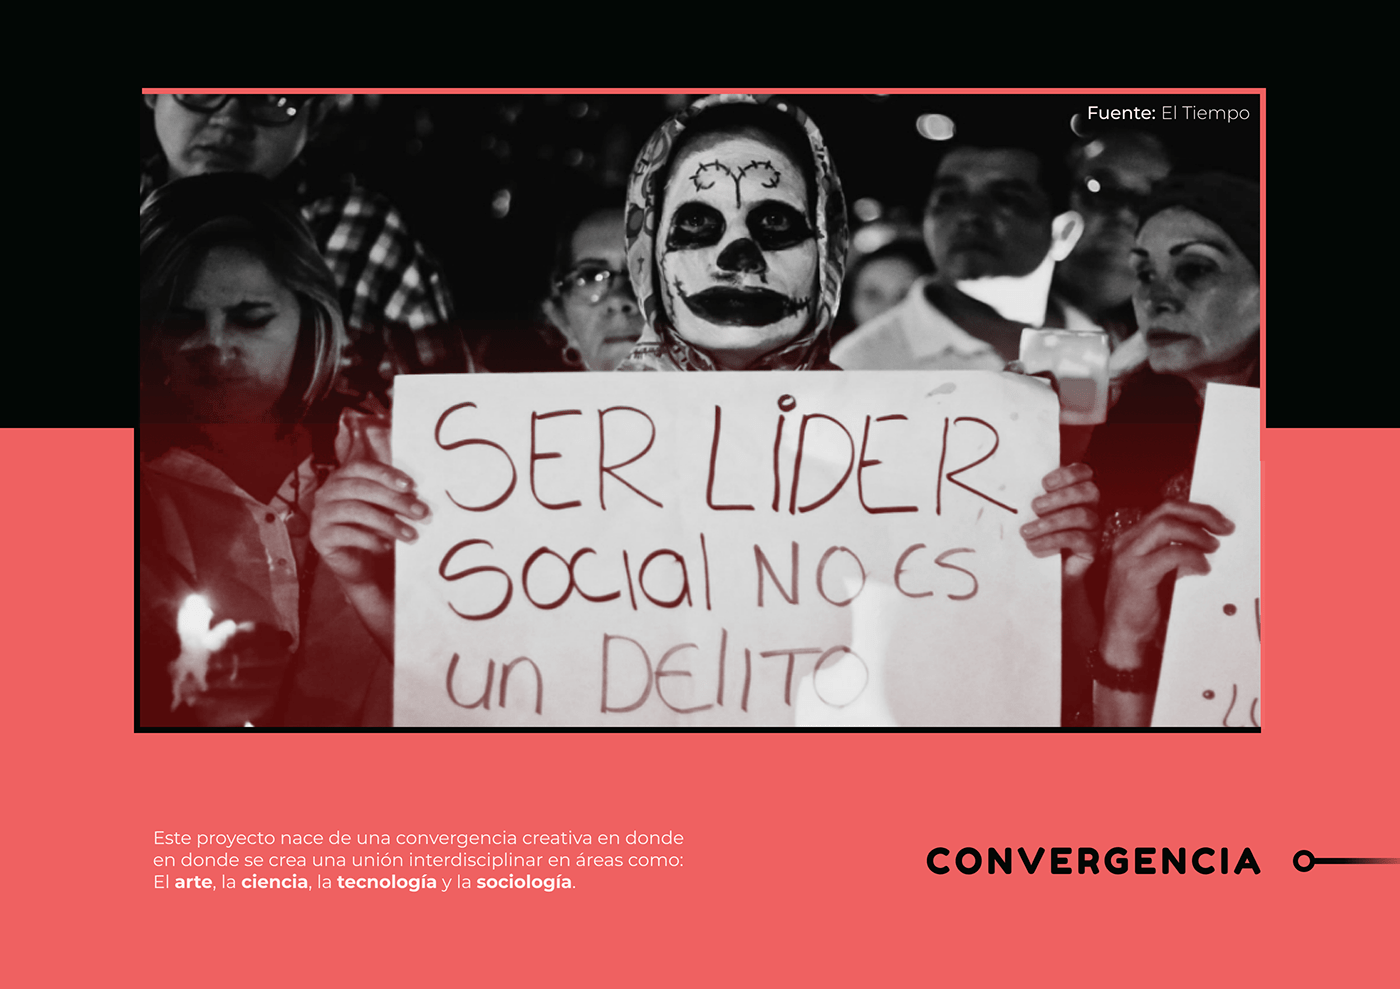 Fuente: El Tiempo
SER LÍDER
Social NO ES
un DELITO
Este proyecto nace de una convergencia creativa en donde
en donde se crea una unión interdisciplinar en áreas como:
El arte, la ciencia, la tecnología y la sociología.
CONVERGENCIA